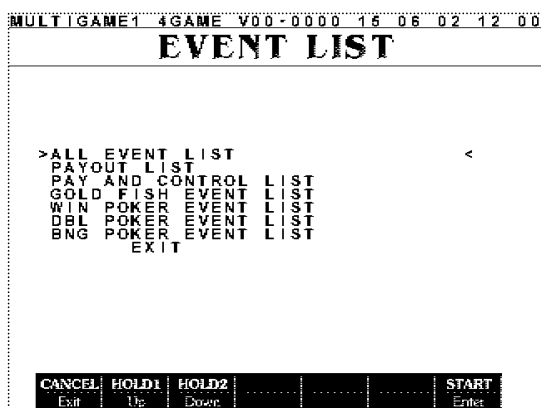 MULTIGAME1 4GAME V00-0000 15 06 02 12 00
EVENT LIST
>ALL EVENT LIST <
PAYOUT LIST
PAY AND CONTROL LIST
GOLD FISH EVENT LIST
WIN POKER EVENT LIST
DBL POKER EVENT LIST
BNG POKER EVENT LIST
EXIT
CANCEL HOLD1 HOLD2 START
Exit Up Down Enter